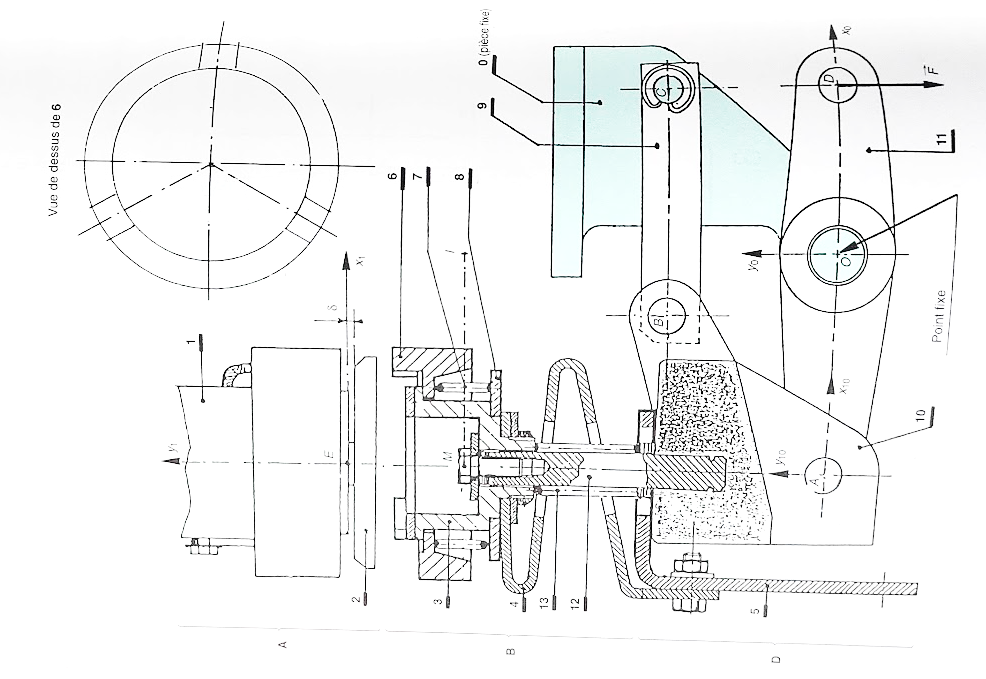 Vue de dessus de 6
0 (pièce fixe)
9
C
D
x₀
F
11
y₀
O
Point fixe
B
6
7
8
I
x₁
δ
1
y₁
E
2
M
3
4
13
12
5
x₁₀
y₁₀
A
10
A
B
D